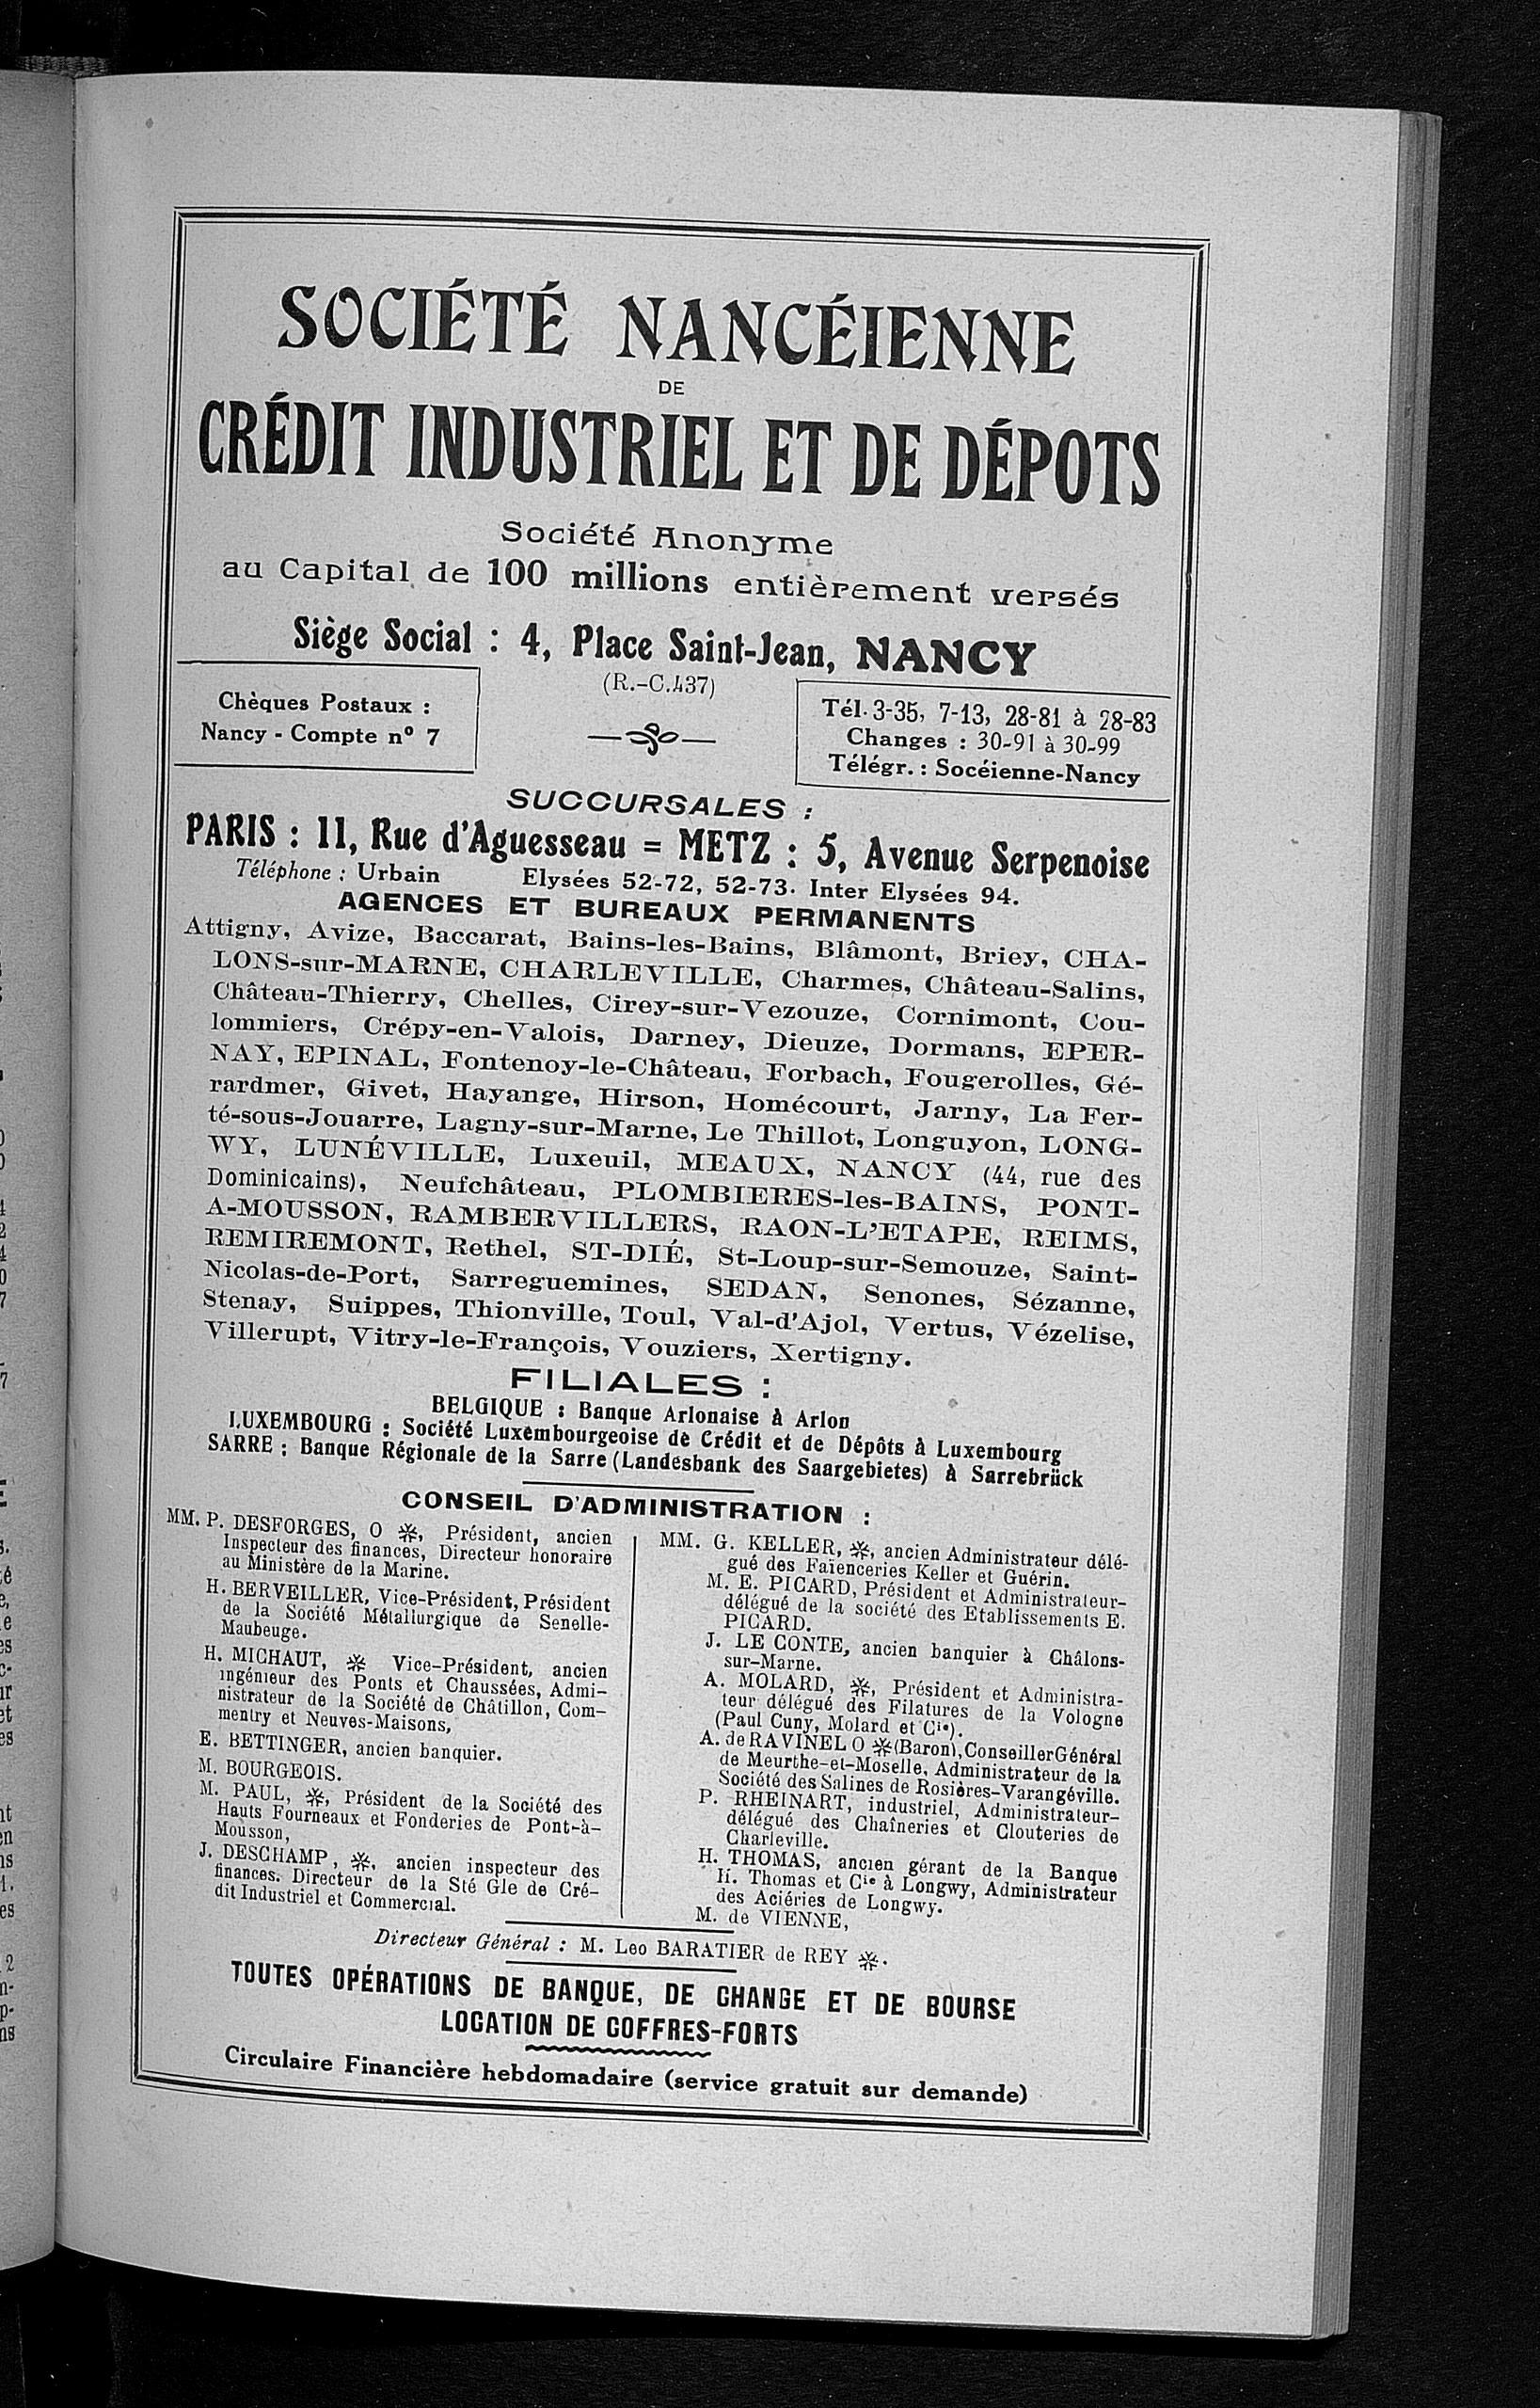 SOCIÉTÉ NANCÉIENNE
DE
CRÉDIT INDUSTRIEL ET DE DÉPOTS
Société Anonyme
au Capital de 100 millions entièrement versés
Siège Social : 4, Place Saint-Jean, NANCY
(R.-C.437)
Chèques Postaux :
Nancy - Compte nº 7
Tél. 3-35, 7-13, 28-81 à 28-83
Changes : 30-91 à 30-99
Télégr. : Socéienne-Nancy
SUCCURSALES :
PARIS : 11, Rue d'Aguesseau = METZ : 5, Avenue Serpenoise
Téléphone : Urbain Elysées 52-72, 52-73. Inter Elysées 94.
AGENCES ET BUREAUX PERMANENTS
Attigny, Avize, Baccarat, Bains-les-Bains, Blâmont, Briey, CHA-
LONS-sur-MARNE, CHARLEVILLE, Charmes, Château-Salins,
Château-Thierry, Chelles, Cirey-sur-Vezouze, Cornimont, Cou-
lommiers, Crépy-en-Valois, Darney, Dieuze, Dormans, EPER-
NAY, EPINAL, Fontenoy-le-Château, Forbach, Fougerolles, Gé-
rardmer, Givet, Hayange, Hirson, Homécourt, Jarny, La Fer-
té-sous-Jouarre, Lagny-sur-Marne, Le Thillot, Longuyon, LONG-
WY, LUNÉVILLE, Luxeuil, MEAUX, NANCY (44, rue des
Dominicains), Neufchâteau, PLOMBIERES-les-BAINS, PONT-
A-MOUSSON, RAMBERVILLERS, RAON-L'ETAPE, REIMS,
REMIREMONT, Rethel, ST-DIÉ, St-Loup-sur-Semouze, Saint-
Nicolas-de-Port, Sarreguemines, SEDAN, Senones, Sézanne,
Stenay, Suippes, Thionville, Toul, Val-d'Ajol, Vertus, Vézelise,
Villerupt, Vitry-le-François, Vouziers, Xertigny.
FILIALES :
BELGIQUE : Banque Arlonaise à Arlon
LUXEMBOURG : Société Luxembourgeoise de Crédit et de Dépôts à Luxembourg
SARRE : Banque Régionale de la Sarre (Landesbank des Saargebietes) à Sarrebrück
CONSEIL D'ADMINISTRATION :
MM. P. DESFORGES, O ✻, Président, ancien
Inspecteur des finances, Directeur honoraire
au Ministère de la Marine.
H. BERVEILLER, Vice-Président, Président
de la Société Métallurgique de Senelle-
Maubeuge.
H. MICHAUT, ✻ Vice-Président, ancien
ingénieur des Ponts et Chaussées, Admi-
nistrateur de la Société de Châtillon, Com-
mentry et Neuves-Maisons,
E. BETTINGER, ancien banquier.
M. BOURGEOIS.
M. PAUL, ✻, Président de la Société des
Hauts Fourneaux et Fonderies de Pont-à-
Mousson,
J. DESCHAMP, ✻, ancien inspecteur des
finances. Directeur de la Sté Gle de Cré-
dit Industriel et Commercial.
MM. G. KELLER, ✻, ancien Administrateur délé-
gué des Faïenceries Keller et Guérin.
M. E. PICARD, Président et Administrateur-
délégué de la société des Etablissements E.
PICARD.
J. LE CONTE, ancien banquier à Châlons-
sur-Marne.
A. MOLARD, ✻, Président et Administra-
teur délégué des Filatures de la Vologne
(Paul Cuny, Molard et Cie).
A. de RAVINEL O ✻ (Baron), Conseiller Général
de Meurthe-et-Moselle, Administrateur de la
Société des Salines de Rosières-Varangéville.
P. RHEINART, industriel, Administrateur-
délégué des Chaîneries et Clouteries de
Charleville.
H. THOMAS, ancien gérant de la Banque
H. Thomas et Cie à Longwy, Administrateur
des Aciéries de Longwy.
M. de VIENNE,
Directeur Général : M. Leo BARATIER de REY ✻.
TOUTES OPÉRATIONS DE BANQUE, DE CHANGE ET DE BOURSE
LOCATION DE COFFRES-FORTS
Circulaire Financière hebdomadaire (service gratuit sur demande)